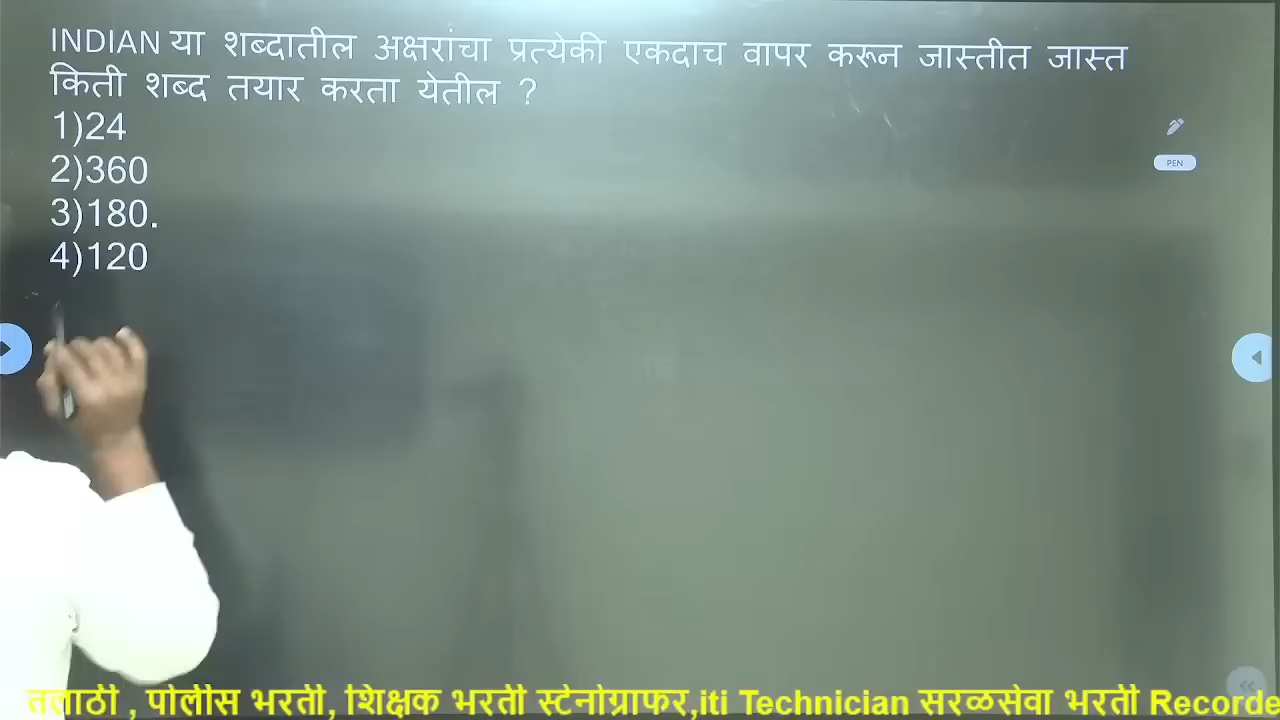 INDIAN या शब्दातील अक्षरांचा प्रत्येकी एकदाच वापर करून जास्तीत जास्त
किती शब्द तयार करता येतील ?
1)24
2)360
3)180.
4)120
PEN
तलाठी , पोलीस भरती, शिक्षक भरती स्टेनोग्राफर,iti Technician सरळसेवा भरती Recorde